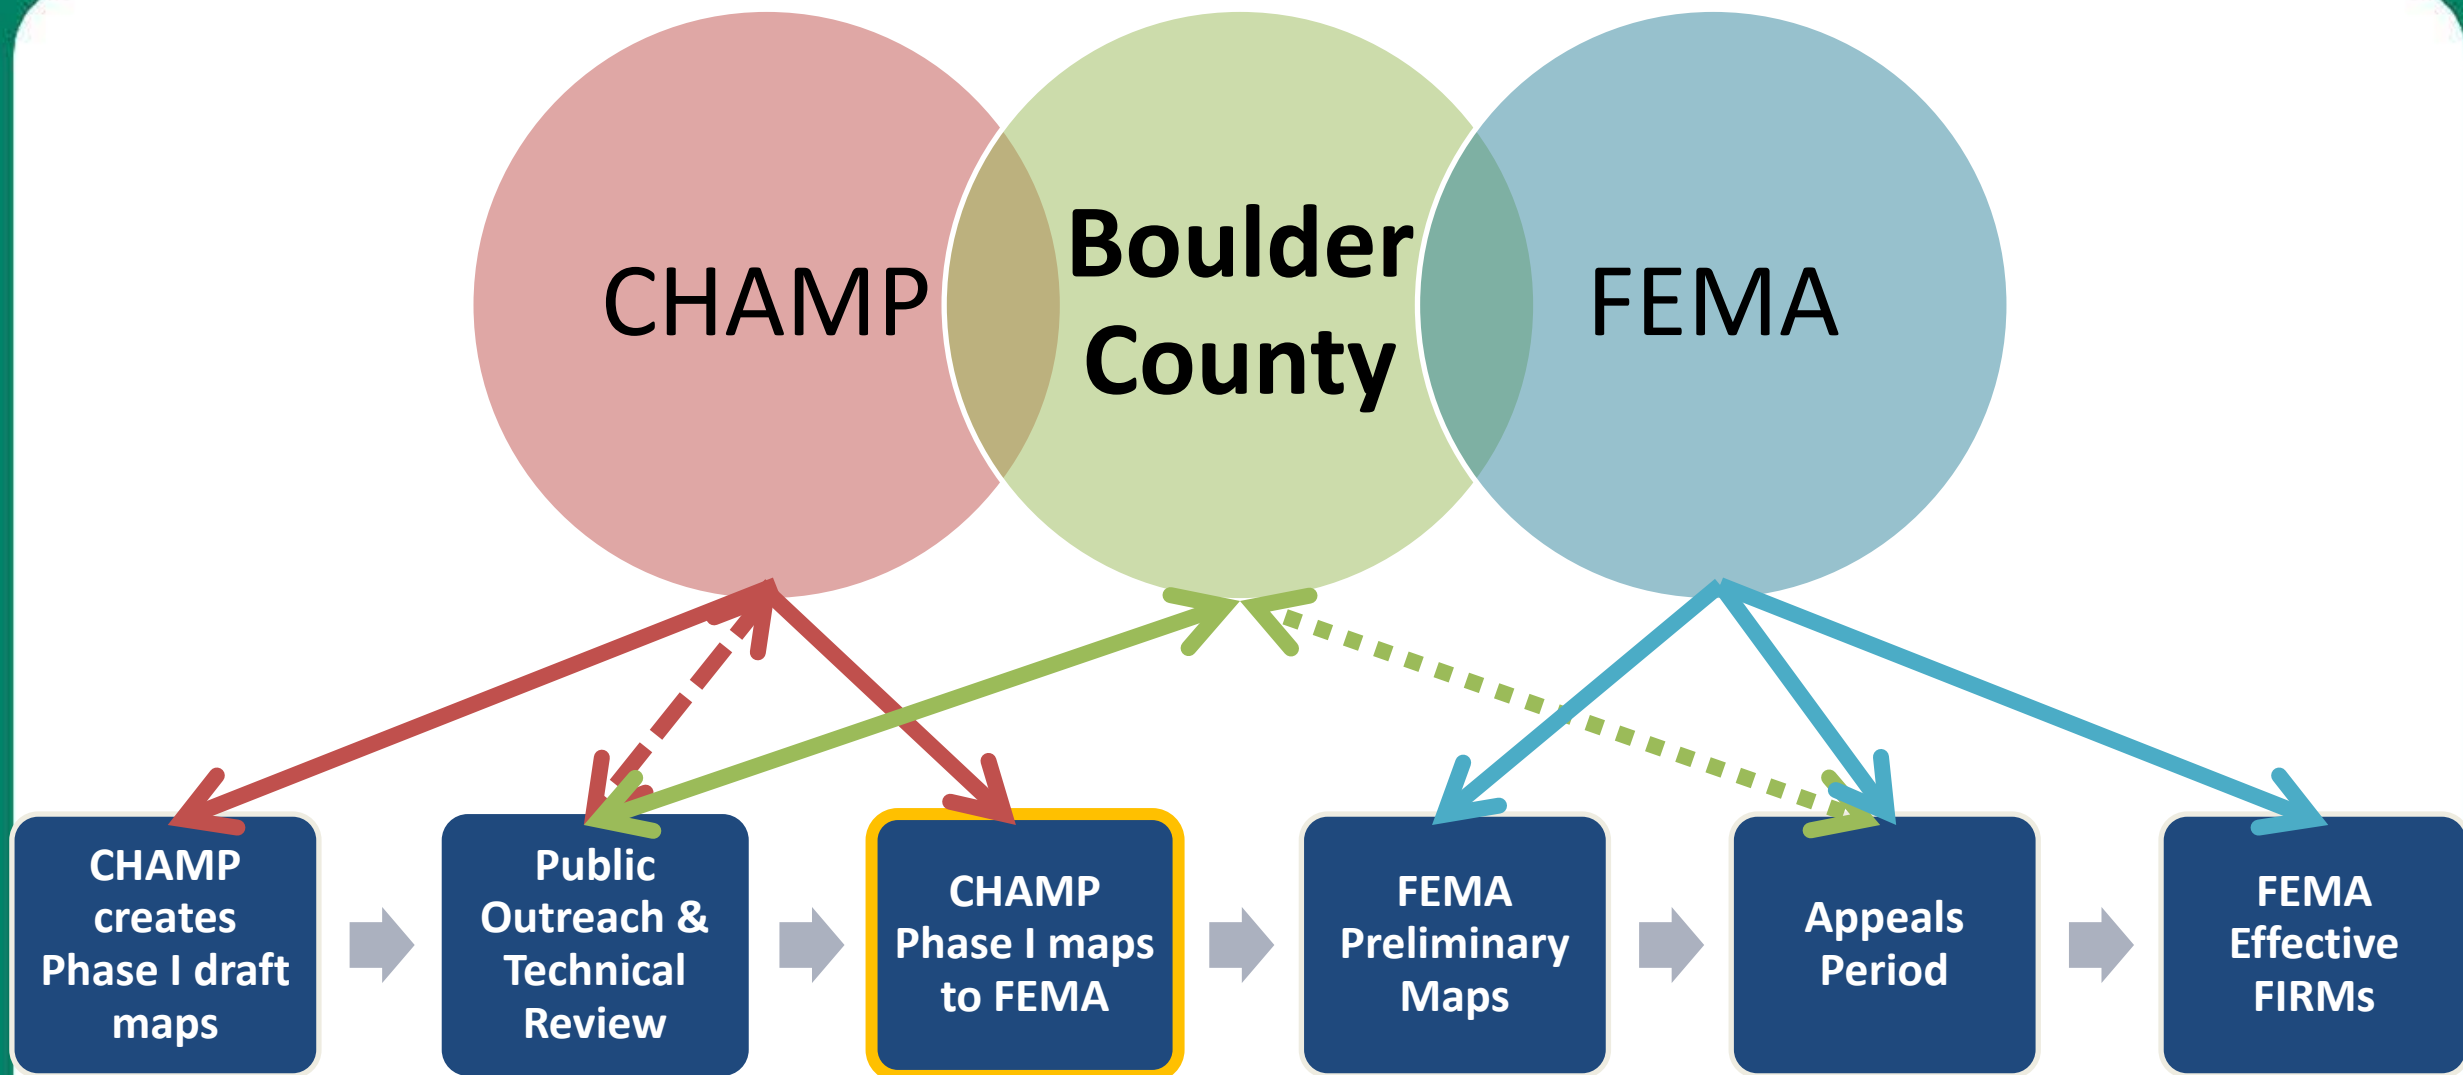 CHAMP
Boulder
County
FEMA
CHAMP
creates
Phase I draft
maps
Public
Outreach &
Technical
Review
CHAMP
Phase I maps
to FEMA
FEMA
Preliminary
Maps
Appeals
Period
FEMA
Effective
FIRMs